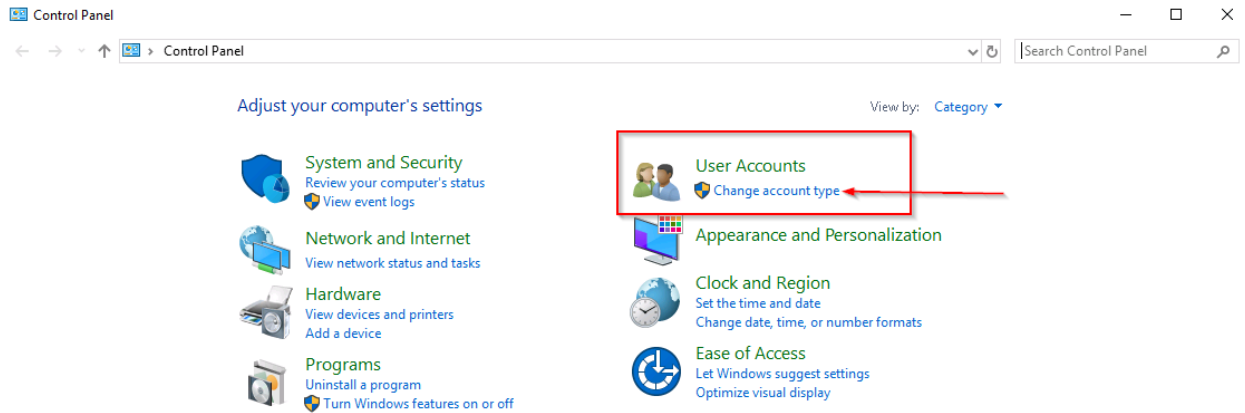 Control Panel
Control Panel
Search Control Panel
Adjust your computer's settings
View by: Category
System and Security
Review your computer's status
View event logs
Network and Internet
View network status and tasks
Hardware
View devices and printers
Add a device
Programs
Uninstall a program
Turn Windows features on or off
User Accounts
Change account type
Appearance and Personalization
Clock and Region
Set the time and date
Change date, time, or number formats
Ease of Access
Let Windows suggest settings
Optimize visual display